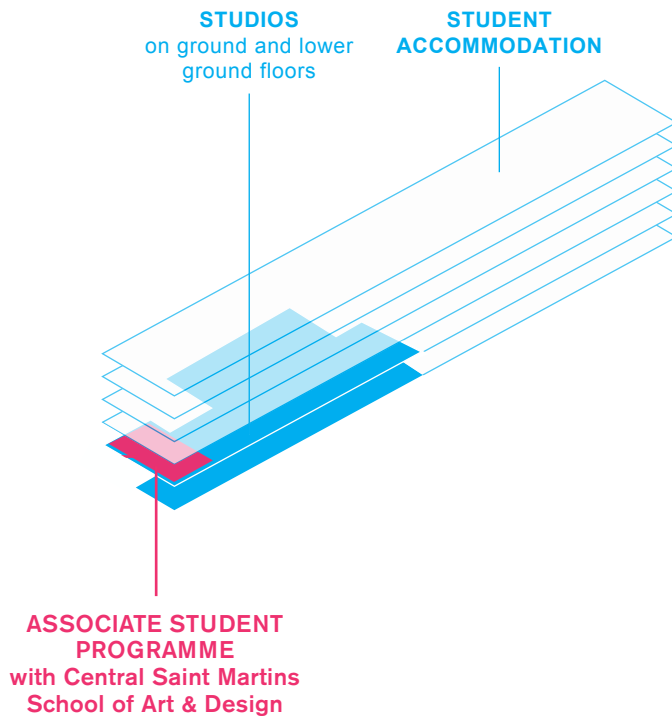 STUDIOS
on ground and lower
ground floors
STUDENT
ACCOMMODATION
ASSOCIATE STUDENT
PROGRAMME
with Central Saint Martins
School of Art & Design